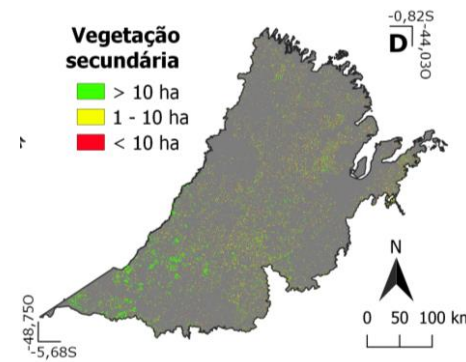 Vegetação
secundária
> 10 ha
1 - 10 ha
< 10 ha
-0,82S
D
-44,03O
N
0 50 100 km
-48,75O
-5,68S